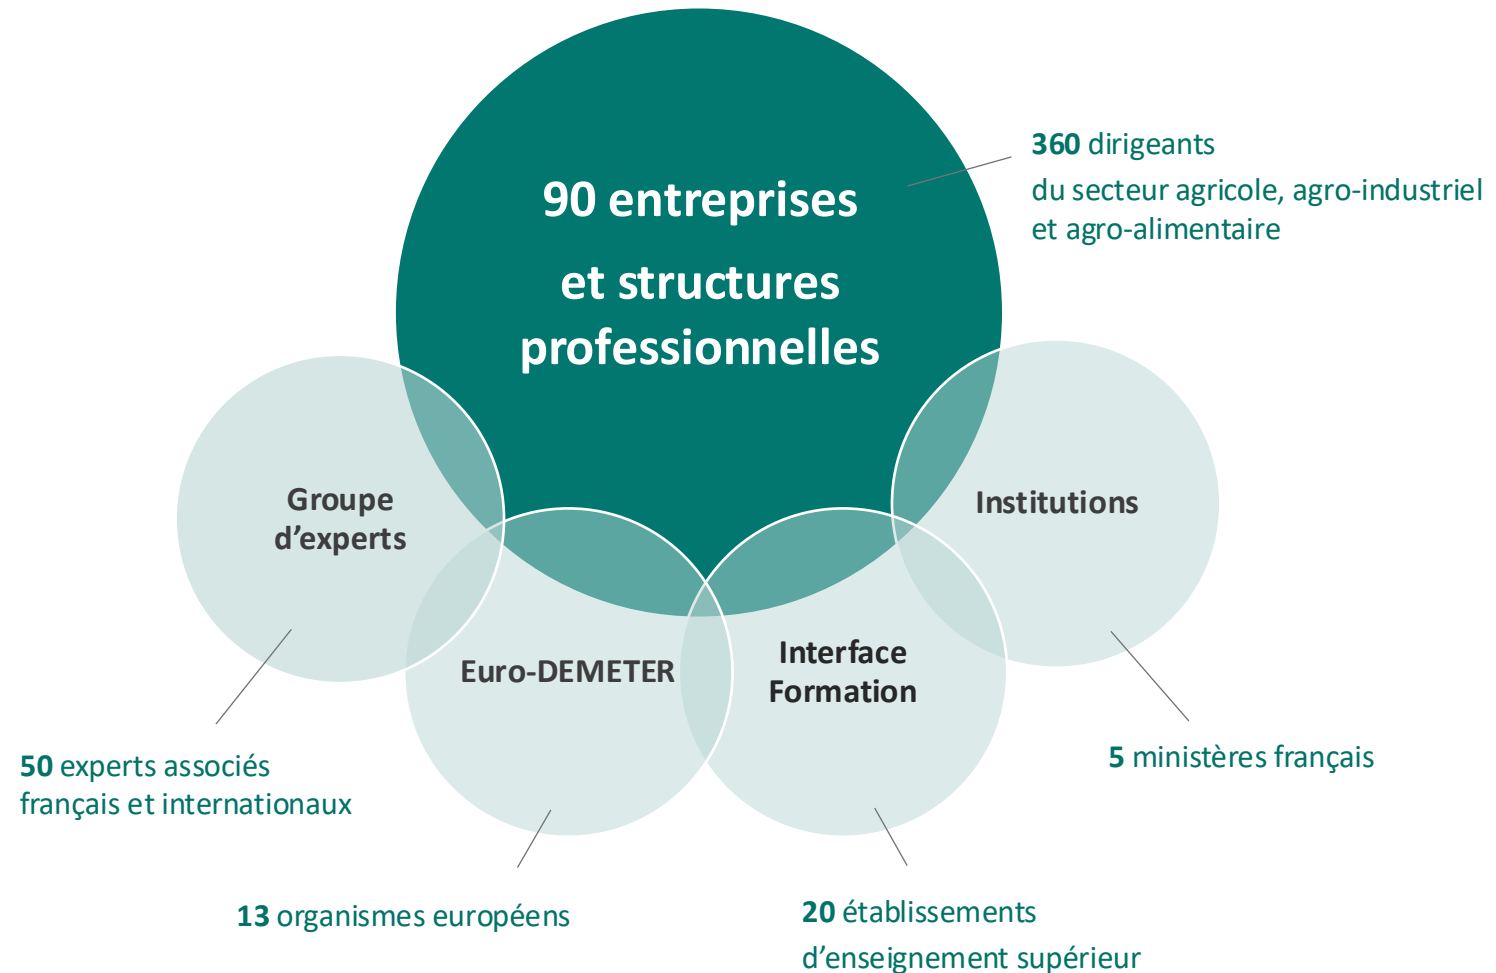 90 entreprises
et structures
professionnelles
360 dirigeants
du secteur agricole, agro-industriel
et agro-alimentaire
Groupe
d’experts
Euro-DEMETER
Interface
Formation
Institutions
50 experts associés
français et internationaux
13 organismes européens
20 établissements
d’enseignement supérieur
5 ministères français